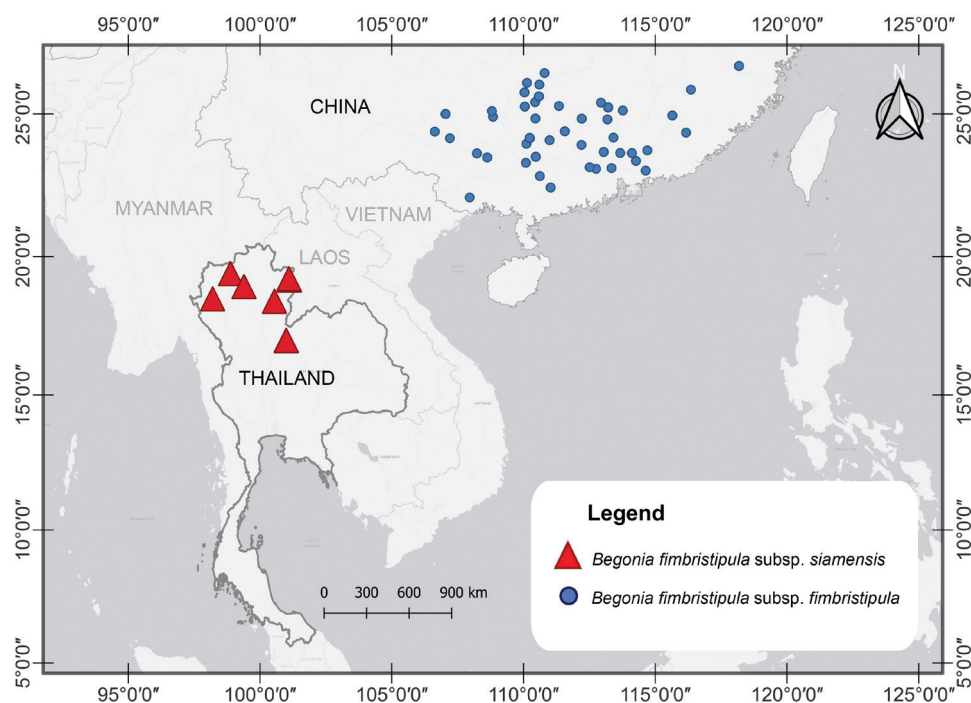 95°0′0″ 100°0′0″ 105°0′0″ 110°0′0″ 115°0′0″ 120°0′0″ 125°0′0″
N
CHINA
25°0′0″ 25°0′0″
MYANMAR VIETNAM
LAOS
20°0′0″ 20°0′0″
THAILAND
15°0′0″ 15°0′0″
Legend
10°0′0″ 10°0′0″
Begonia fimbristipula subsp. siamensis
0 300 600 900 km
Begonia fimbristipula subsp. fimbristipula
5°0′0″ 5°0′0″
95°0′0″ 100°0′0″ 105°0′0″ 110°0′0″ 115°0′0″ 120°0′0″ 125°0′0″